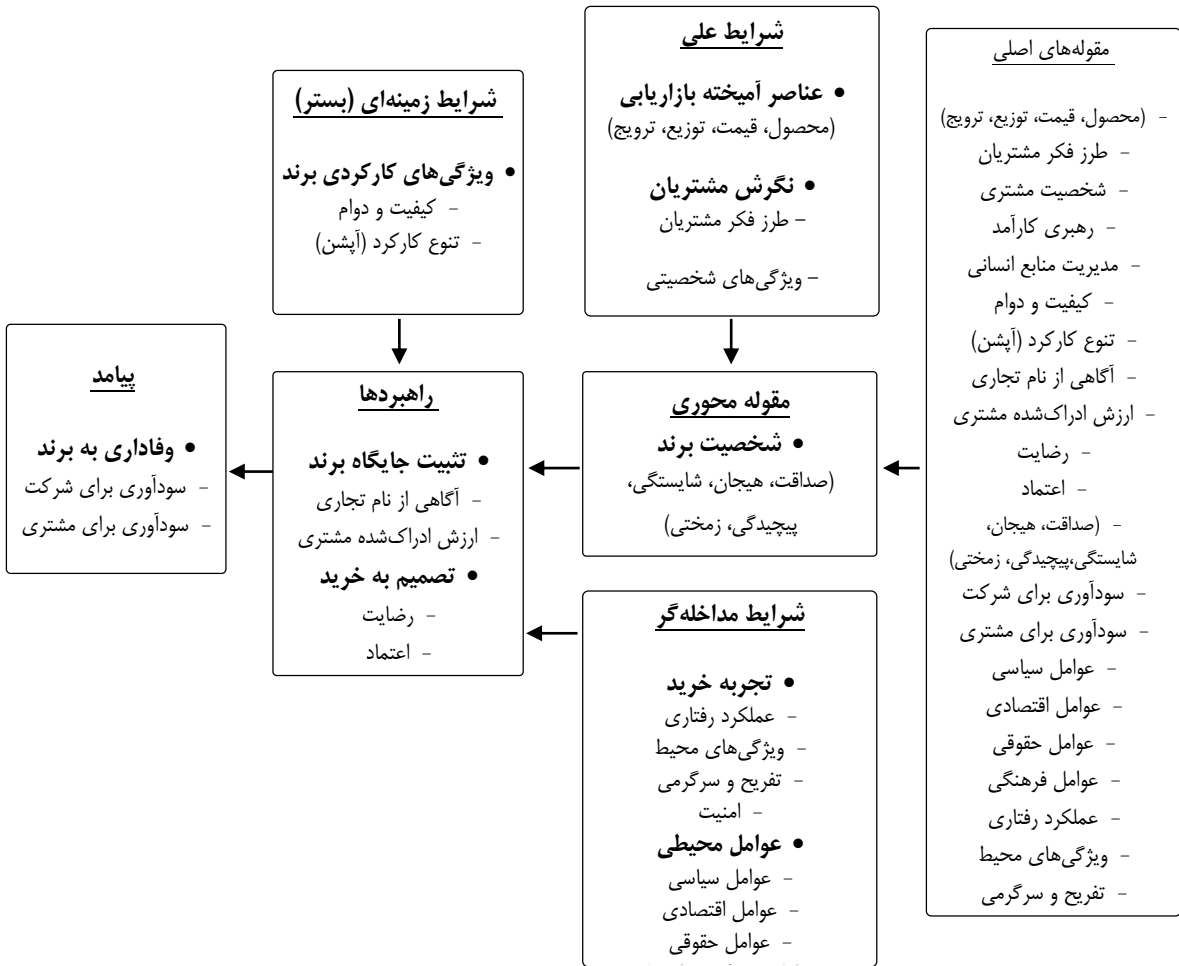 مقوله‌های اصلی
- (محصول، قیمت، توزیع، ترویج)
- طرز فکر مشتریان
- شخصیت مشتری
- رهبری کارآمد
- مدیریت منابع انسانی
- کیفیت و دوام
- تنوع کارکرد (آپشن)
- آگاهی از نام تجاری
- ارزش ادراک‌شده مشتری
- رضایت
- اعتماد
- (صداقت، هیجان،
شایستگی،پیچیدگی، زمختی)
- سودآوری برای شرکت
- سودآوری برای مشتری
- عوامل سیاسی
- عوامل اقتصادی
- عوامل حقوقی
- عوامل فرهنگی
- عملکرد رفتاری
- ویژگی‌های محیط
- تفریح و سرگرمی
شرایط علی
• عناصر آمیخته بازاریابی
(محصول، قیمت، توزیع، ترویج)
• نگرش مشتریان
– طرز فکر مشتریان
– ویژگی‌های شخصیتی
شرایط زمینه‌ای (بستر)
• ویژگی‌های کارکردی برند
- کیفیت و دوام
- تنوع کارکرد (آپشن)
مقوله محوری
• شخصیت برند
(صداقت، هیجان، شایستگی،
پیچیدگی، زمختی)
راهبردها
• تثبیت جایگاه برند
- آگاهی از نام تجاری
- ارزش ادراک‌شده مشتری
• تصمیم به خرید
- رضایت
- اعتماد
پیامد
• وفاداری به برند
- سودآوری برای شرکت
- سودآوری برای مشتری
شرایط مداخله‌گر
• تجربه خرید
- عملکرد رفتاری
- ویژگی‌های محیط
- تفریح و سرگرمی
- امنیت
• عوامل محیطی
- عوامل سیاسی
- عوامل اقتصادی
- عوامل حقوقی